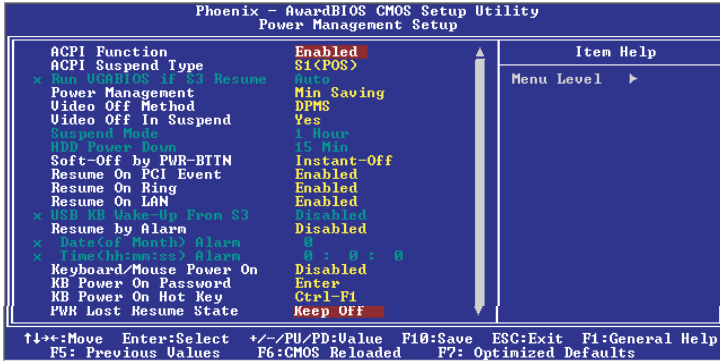 Phoenix - AwardBIOS CMOS Setup Utility
Power Management Setup
ACPI Function Enabled
ACPI Suspend Type S1(POS)
x Run VGABIOS if S3 Resume Auto
Power Management Min Saving
Video Off Method DPMS
Video Off In Suspend Yes
Suspend Mode 1 Hour
HDD Power Down 15 Min
Soft-Off by PWR-BTTN Instant-Off
Resume On PCI Event Enabled
Resume On Ring Enabled
Resume On LAN Enabled
x USB KB Wake-Up From S3 Disabled
Resume by Alarm Disabled
x Date(of Month) Alarm 0
x Time(hh:mm:ss) Alarm 0 : 0 : 0
Keyboard/Mouse Power On Disabled
KB Power On Password Enter
KB Power On Hot Key Ctrl-F1
PWR Lost Resume State Keep Off
Item Help
Menu Level ►
↑↓→←:Move Enter:Select +/-/PU/PD:Value F10:Save ESC:Exit F1:General Help
F5: Previous Values F6:CMOS Reloaded F7: Optimized Defaults